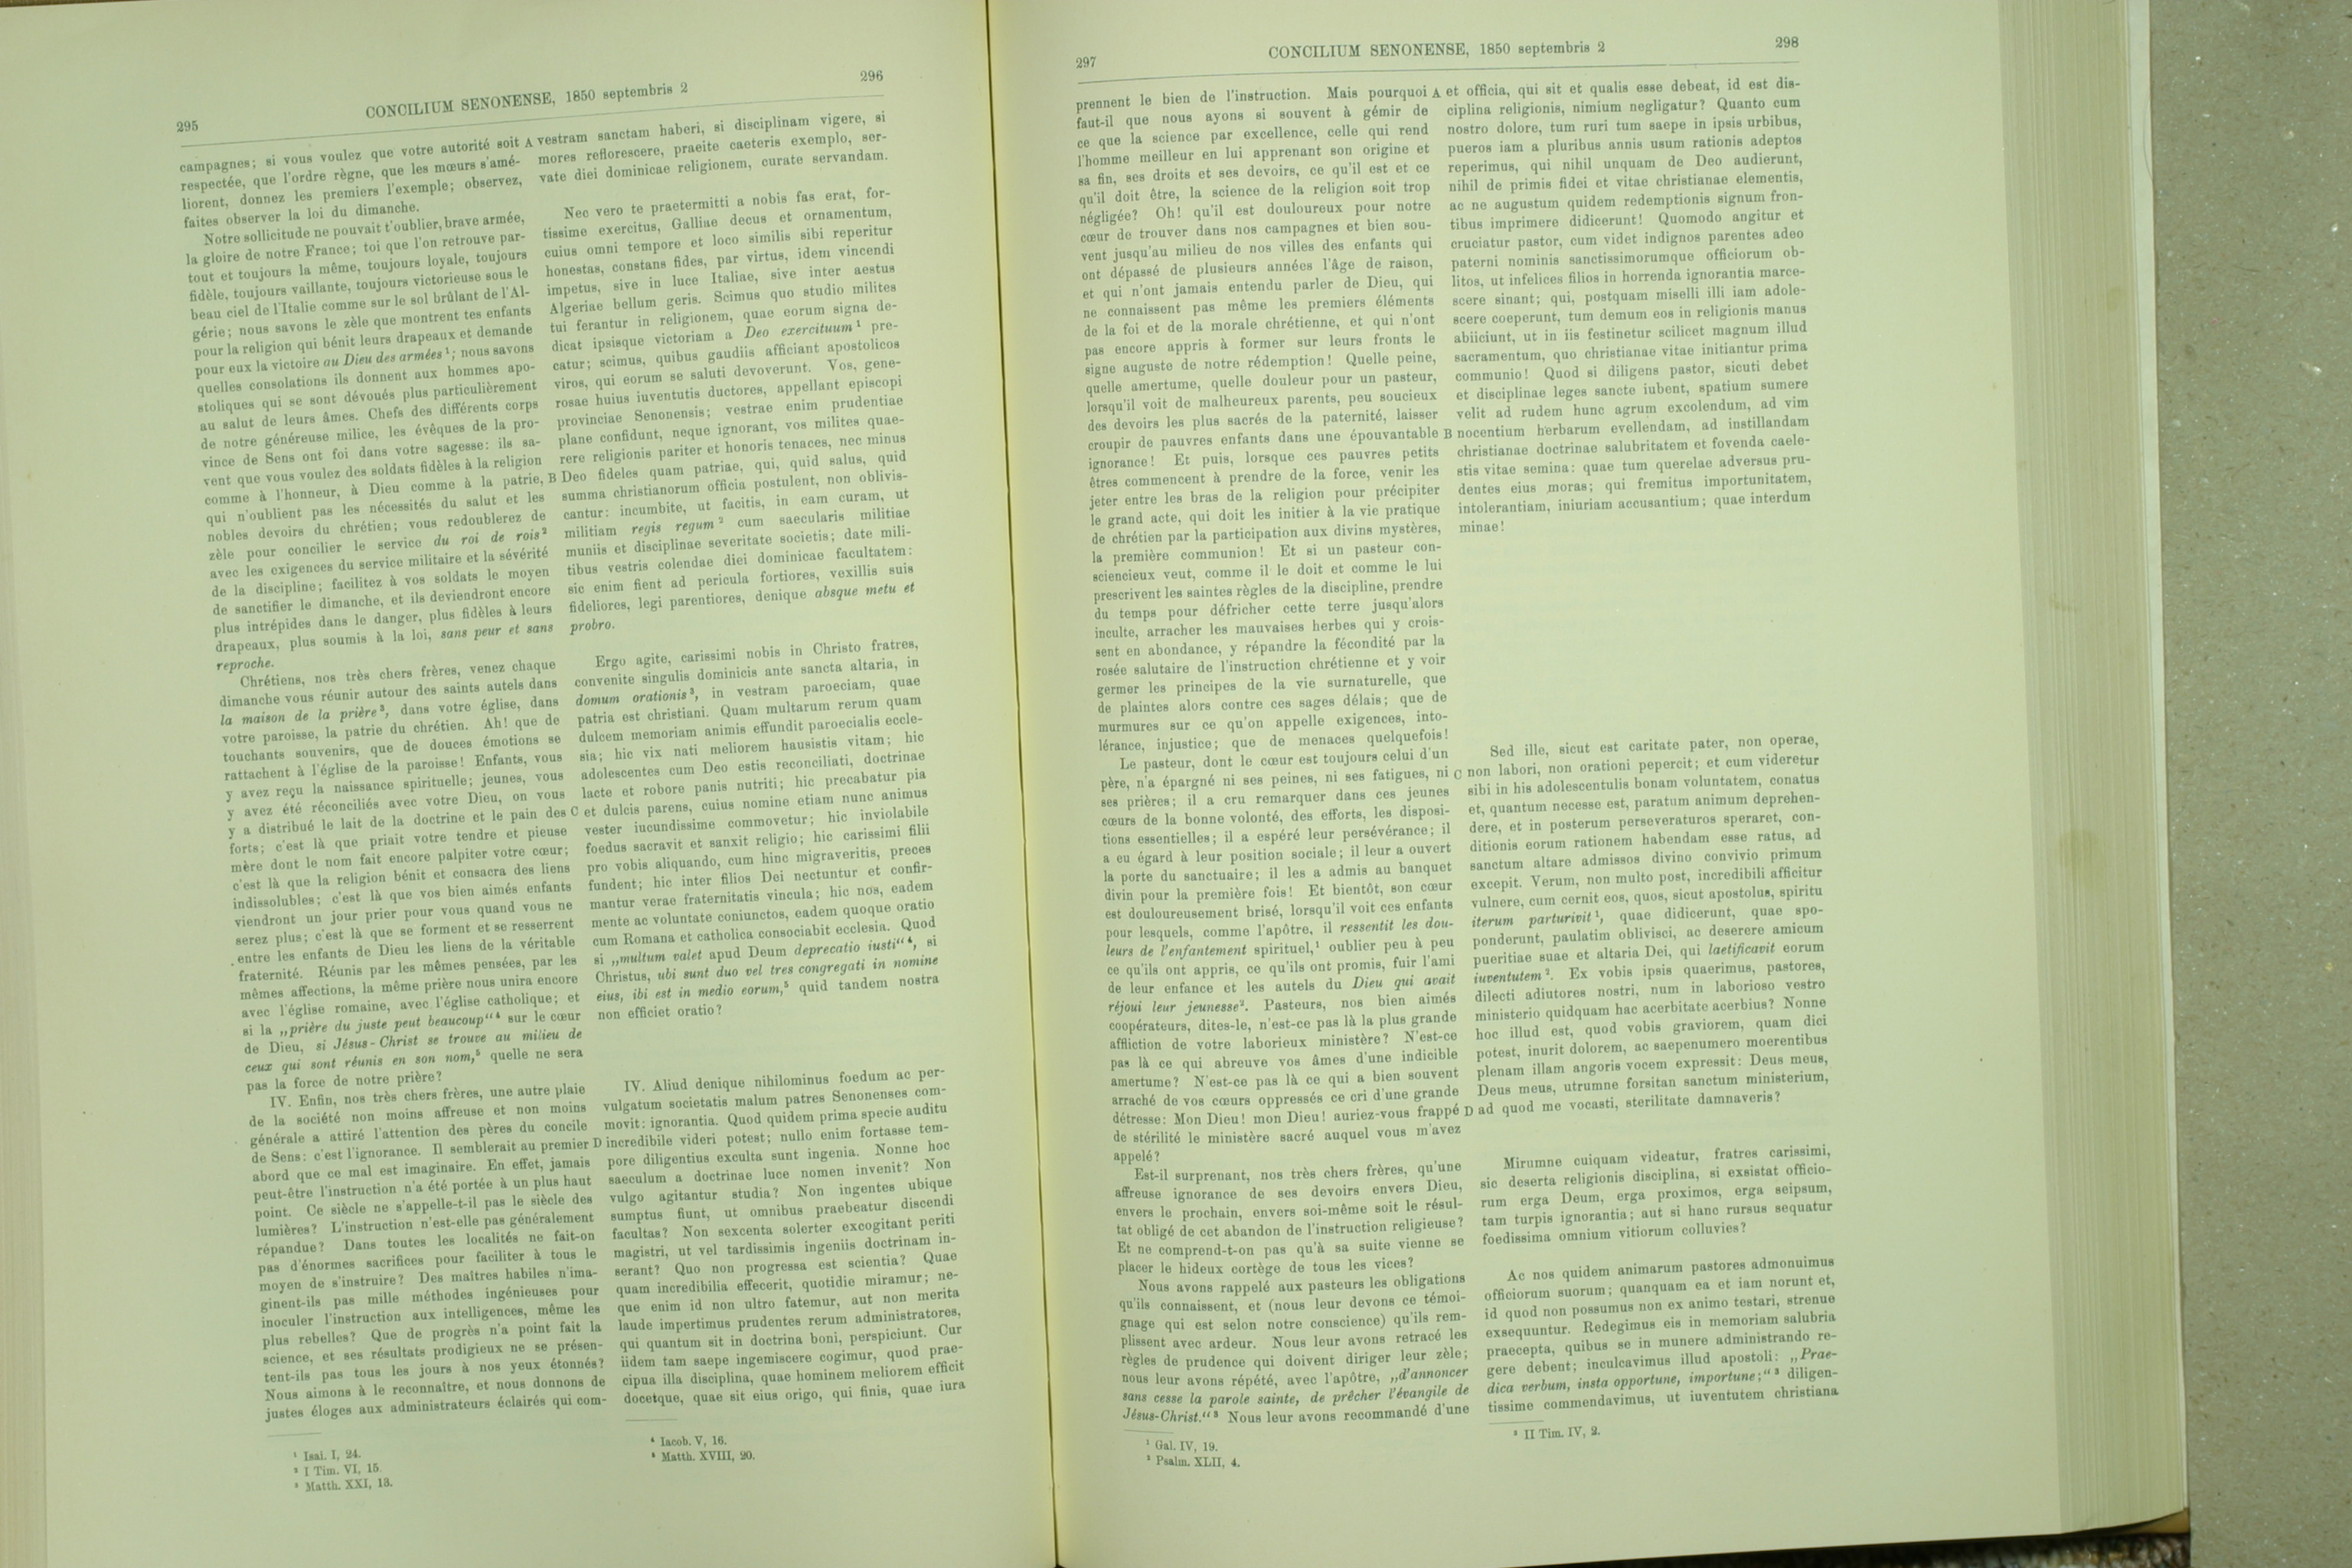 295
CONCILIUM SENONENSE, 1850 septembris 2
296
campagnes; si vous voulez que votre autorité soit
respectée, que l'ordre règne, que les mœurs s'amé-
liorent, donnez les premiers l'exemple; observez,
faites observer la loi du dimanche.
Notre sollicitude ne pouvait t'oublier, brave armée,
la gloire de notre France; toi que l'on retrouve par-
tout et toujours la même, toujours loyale, toujours
fidèle, toujours vaillante, toujours victorieuse sous le
beau ciel de l'Italie comme sur le sol brûlant de l'Al-
gérie; nous savons le zèle que montrent tes enfants
pour la religion qui bénit leurs drapeaux et demande
pour eux la victoire au Dieu des armées ¹; nous savons
quelles consolations ils donnent aux hommes apo-
stoliques qui se sont dévoués plus particulièrement
au salut de leurs âmes. Chefs des différents corps
de notre généreuse milice, les évêques de la pro-
vince de Sens ont foi dans votre sagesse: ils sa-
vent que vous voulez des soldats fidèles à la religion
comme à l'honneur, à Dieu comme à la patrie,
qui n'oublient pas les nécessités du salut et les
nobles devoirs du chrétien; vous redoublerez de
zèle pour concilier le service du roi de rois ²
avec les exigences du service militaire et la sévérité
de la discipline; facilitez à vos soldats le moyen
de sanctifier le dimanche, et ils deviendront encore
plus intrépides dans le danger, plus fidèles à leurs
drapeaux, plus soumis à la loi, sans peur et sans
reproche.
Chrétiens, nos très chers frères, venez chaque
dimanche vous réunir autour des saints autels dans
la maison de la prière ³, dans votre église, dans
votre paroisse, la patrie du chrétien. Ah! que de
touchants souvenirs, que de douces émotions se
rattachent à l'église de la paroisse! Enfants, vous
y avez reçu la naissance spirituelle; jeunes, vous
y avez été réconciliés avec votre Dieu, on vous
y a distribué le lait de la doctrine et le pain des
forts; c'est là que priait votre tendre et pieuse
mère dont le nom fait encore palpiter votre cœur;
c'est là que la religion bénit et consacra des liens
indissolubles; c'est là que vos bien aimés enfants
viendront un jour prier pour vous quand vous ne
serez plus; c'est là que se forment et se resserrent
entre les enfants de Dieu les liens de la véritable
fraternité. Réunis par les mêmes pensées, par les
mêmes affections, la même prière nous unira encore
avec l'église romaine, avec l'église catholique; et
si la „prière du juste peut beaucoup“ ⁴ sur le cœur
de Dieu, si Jésus-Christ se trouve au milieu de
ceux qui sont réunis en son nom,⁵ quelle ne sera
pas la force de notre prière?
IV. Enfin, nos très chers frères, une autre plaie
de la société non moins affreuse et non moins
générale a attiré l'attention des pères du concile
de Sens: c'est l'ignorance. Il semblerait au premier
abord que ce mal est imaginaire. En effet, jamais
peut-être l'instruction n'a été portée à un plus haut
point. Ce siècle ne s'appelle-t-il pas le siècle des
lumières? L'instruction n'est-elle pas généralement
répandue? Dans toutes les localités ne fait-on
pas d'énormes sacrifices pour faciliter à tous le
moyen de s'instruire? Des maîtres habiles n'ima-
ginent-ils pas mille méthodes ingénieuses pour
inoculer l'instruction aux intelligences, même les
plus rebelles? Que de progrès n'a point fait la
science, et ses résultats prodigieux ne se présen-
tent-ils pas tous les jours à nos yeux étonnés?
Nous aimons à le reconnaître, et nous donnons de
justes éloges aux administrateurs éclairés qui com-
¹ Isai. I, 24.
² I Tim. VI, 15.
³ Matth. XXI, 13.
A
B
C
D
vestram sanctam haberi, si disciplinam vigere, si
mores reflorescere, praeite caeteris exemplo, ser-
vate diei dominicae religionem, curate servandam.
Nec vero te praetermitti a nobis fas erat, for-
tissime exercitus, Galliae decus et ornamentum,
cuius omni tempore et loco similis sibi reperitur
honestas, constans fides, par virtus, idem vincendi
impetus, sive in luce Italiae, sive inter aestus
Algeriae bellum geris. Scimus quo studio milites
tui ferantur in religionem, quae eorum signa de-
dicat ipsisque victoriam a Deo exercituum ¹ pre-
catur; scimus, quibus gaudiis afficiant apostolicos
viros, qui eorum se saluti devoverunt. Vos, gene-
rosae huius iuventutis ductores, appellant episcopi
provinciae Senonensis; vestrae enim prudentiae
plane confidunt, neque ignorant, vos milites quae-
rere religionis pariter et honoris tenaces, nec minus
Deo fideles quam patriae, qui, quid salus, quid
summa christianorum officia postulent, non oblivis-
cantur: incumbite, ut facitis, in eam curam, ut
militiam regis regum ² cum saecularis militiae
muniis et disciplinae severitate societis; date mili-
tibus vestris colendae diei dominicae facultatem:
sic enim fient ad pericula fortiores, vexillis suis
fideliores, legi parentiores, denique absque metu et
probro.
Ergo agite, carissimi nobis in Christo fratres,
convenite singulis dominicis ante sancta altaria, in
domum orationis ³, in vestram paroeciam, quae
patria est christiani. Quam multarum rerum quam
dulcem memoriam animis effundit paroecialis eccle-
sia; hic vix nati meliorem hausistis vitam; hic
adolescentes cum Deo estis reconciliati, doctrinae
lacte et robore panis nutriti; hic precabatur pia
et dulcis parens, cuius nomine etiam nunc animus
vester iucundissime commovetur; hic inviolabile
foedus sacravit et sanxit religio; hic carissimi filii
pro vobis aliquando, cum hinc migraveritis, preces
fundent; hic inter filios Dei nectuntur et confir-
mantur verae fraternitatis vincula; hic nos, eadem
mente ac voluntate coniunctos, eadem quoque oratio
cum Romana et catholica consociabit ecclesia. Quod
si „multum valet apud Deum deprecatio iusti“ ⁴, si
Christus, ubi sunt duo vel tres congregati in nomine
eius, ibi est in medio eorum,⁵ quid tandem nostra
non efficiet oratio?
IV. Aliud denique nihilominus foedum ac per-
vulgatum societatis malum patres Senonenses com-
movit: ignorantia. Quod quidem prima specie auditu
incredibile videri potest; nullo enim fortasse tem-
pore diligentius exculta sunt ingenia. Nonne hoc
saeculum a doctrinae luce nomen invenit? Non
vulgo agitantur studia? Non ingentes ubique
sumptus fiunt, ut omnibus praebeatur discendi
facultas? Non sexcenta solerter excogitant periti
magistri, ut vel tardissimis ingeniis doctrinam in-
serant? Quo non progressa est scientia? Quae
quam incredibilia effecerit, quotidie miramur; ne-
que enim id non ultro fatemur, aut non merita
laude impertimus prudentes rerum administratores,
qui quantum sit in doctrina boni, perspiciunt. Cur
iidem tam saepe ingemiscere cogimur, quod prae-
cipua illa disciplina, quae hominem meliorem efficit
docetque, quae sit eius origo, qui finis, quae iura
⁴ Iacob. V, 16.
⁵ Matth. XVIII, 20.
297
CONCILIUM SENONENSE, 1850 septembris 2
298
prennent le bien de l'instruction. Mais pourquoi
faut-il que nous ayons si souvent à gémir de
ce que la science par excellence, celle qui rend
l'homme meilleur en lui apprenant son origine et
sa fin, ses droits et ses devoirs, ce qu'il est et ce
qu'il doit être, la science de la religion soit trop
négligée? Oh! qu'il est douloureux pour notre
cœur de trouver dans nos campagnes et bien sou-
vent jusqu'au milieu de nos villes des enfants qui
ont dépassé de plusieurs années l'âge de raison,
et qui n'ont jamais entendu parler de Dieu, qui
ne connaissent pas même les premiers éléments
de la foi et de la morale chrétienne, et qui n'ont
pas encore appris à former sur leurs fronts le
signe auguste de notre rédemption! Quelle peine,
quelle amertume, quelle douleur pour un pasteur,
lorsqu'il voit de malheureux parents, peu soucieux
des devoirs les plus sacrés de la paternité, laisser
croupir de pauvres enfants dans une épouvantable
ignorance! Et puis, lorsque ces pauvres petits
êtres commencent à prendre de la force, venir les
jeter entre les bras de la religion pour précipiter
le grand acte, qui doit les initier à la vie pratique
de chrétien par la participation aux divins mystères,
la première communion! Et si un pasteur con-
sciencieux veut, comme il le doit et comme le lui
prescrivent les saintes règles de la discipline, prendre
du temps pour défricher cette terre jusqu'alors
inculte, arracher les mauvaises herbes qui y crois-
sent en abondance, y répandre la fécondité par la
rosée salutaire de l'instruction chrétienne et y voir
germer les principes de la vie surnaturelle, que
de plaintes alors contre ces sages délais; que de
murmures sur ce qu'on appelle exigences, into-
lérance, injustice; que de menaces quelquefois!
Le pasteur, dont le cœur est toujours celui d'un
père, n'a épargné ni ses peines, ni ses fatigues, ni
ses prières; il a cru remarquer dans ces jeunes
cœurs de la bonne volonté, des efforts, les disposi-
tions essentielles; il a espéré leur persévérance; il
a eu égard à leur position sociale; il leur a ouvert
la porte du sanctuaire; il les a admis au banquet
divin pour la première fois! Et bientôt, son cœur
est douloureusement brisé, lorsqu'il voit ces enfants
pour lesquels, comme l'apôtre, il ressentit les dou-
leurs de l'enfantement spirituel,¹ oublier peu à peu
ce qu'ils ont appris, ce qu'ils ont promis, fuir l'ami
de leur enfance et les autels du Dieu qui avait
réjoui leur jeunesse². Pasteurs, nos bien aimés
coopérateurs, dites-le, n'est-ce pas là la plus grande
affliction de votre laborieux ministère? N'est-ce
pas là ce qui abreuve vos âmes d'une indicible
amertume? N'est-ce pas là ce qui a bien souvent
arraché de vos cœurs oppressés ce cri d'une grande
détresse: Mon Dieu! mon Dieu! auriez-vous frappé
de stérilité le ministère sacré auquel vous m'avez
appelé?
Est-il surprenant, nos très chers frères, qu'une
affreuse ignorance de ses devoirs envers Dieu,
envers le prochain, envers soi-même soit le résul-
tat obligé de cet abandon de l'instruction religieuse?
Et ne comprend-t-on pas qu'à sa suite vienne se
placer le hideux cortège de tous les vices?
Nous avons rappelé aux pasteurs les obligations
qu'ils connaissent, et (nous leur devons ce témoi-
gnage qui est selon notre conscience) qu'ils rem-
plissent avec ardeur. Nous leur avons retracé les
règles de prudence qui doivent diriger leur zèle;
nous leur avons répété, avec l'apôtre, „d'annoncer
sans cesse la parole sainte, de prêcher l'évangile de
Jésus-Christ.“ ³ Nous leur avons recommandé d'une
¹ Gal. IV, 19.
² Psalm. XLII, 4.
A
B
C
D
et officia, qui sit et qualis esse debeat, id est dis-
ciplina religionis, nimium negligatur? Quanto cum
nostro dolore, tum ruri tum saepe in ipsis urbibus,
pueros iam a pluribus annis usum rationis adeptos
reperimus, qui nihil unquam de Deo audierunt,
nihil de primis fidei et vitae christianae elementis,
ac ne augustum quidem redemptionis signum fron-
tibus imprimere didicerunt! Quomodo angitur et
cruciatur pastor, cum videt indignos parentes adeo
paterni nominis sanctissimorumque officiorum ob-
litos, ut infelices filios in horrenda ignorantia marce-
scere sinant; qui, postquam miselli illi iam adole-
scere coeperunt, tum demum eos in religionis manus
abiiciunt, ut in iis festinetur scilicet magnum illud
sacramentum, quo christianae vitae initiantur prima
communio! Quod si diligens pastor, sicuti debet
et disciplinae leges sancte iubent, spatium sumere
velit ad rudem hunc agrum excolendum, ad vim
nocentium herbarum evellendam, ad instillandam
christianae doctrinae salubritatem et fovenda caele-
stis vitae semina: quae tum querelae adversus pru-
dentes eius moras; qui fremitus importunitatem,
intolerantiam, iniuriam accusantium; quae interdum
minae!
Sed ille, sicut est caritate pater, non operae,
non labori, non orationi pepercit; et cum videretur
sibi in his adolescentulis bonam voluntatem, conatus
et, quantum necesse est, paratum animum deprehen-
dere, et in posterum perseveraturos speraret, con-
ditionis eorum rationem habendam esse ratus, ad
sanctum altare admissos divino convivio primum
excepit. Verum, non multo post, incredibili afficitur
vulnere, cum cernit eos, quos, sicut apostolus, spiritu
iterum parturivit ¹, quae didicerunt, quae spo-
ponderunt, paulatim oblivisci, ac deserere amicum
pueritiae suae et altaria Dei, qui laetificavit eorum
iuventutem ². Ex vobis ipsis quaerimus, pastores,
dilecti adiutores nostri, num in laborioso vestro
ministerio quidquam hac acerbitate acerbius? Nonne
hoc illud est, quod vobis graviorem, quam dici
potest, inurit dolorem, ac saepenumero moerentibus
plenam illam angoris vocem expressit: Deus meus,
Deus meus, utrumne forsitan sanctum ministerium,
ad quod me vocasti, sterilitate damnaveris?
Mirumne cuiquam videatur, fratres carissimi,
sic deserta religionis disciplina, si exsistat officio-
rum erga Deum, erga proximos, erga seipsum,
tam turpis ignorantia; aut si hanc rursus sequatur
foedissima omnium vitiorum colluvies?
Ac nos quidem animarum pastores admonuimus
officiorum suorum; quanquam ea et iam norunt et,
id quod non possumus non ex animo testari, strenue
exsequuntur. Redegimus eis in memoriam salubria
praecepta, quibus se in munere administrando re-
gere debent; inculcavimus illud apostoli: „Prae-
dica verbum, insta opportune, importune;“ ³ diligen-
tissime commendavimus, ut iuventutem christiana
³ II Tim. IV, 2.